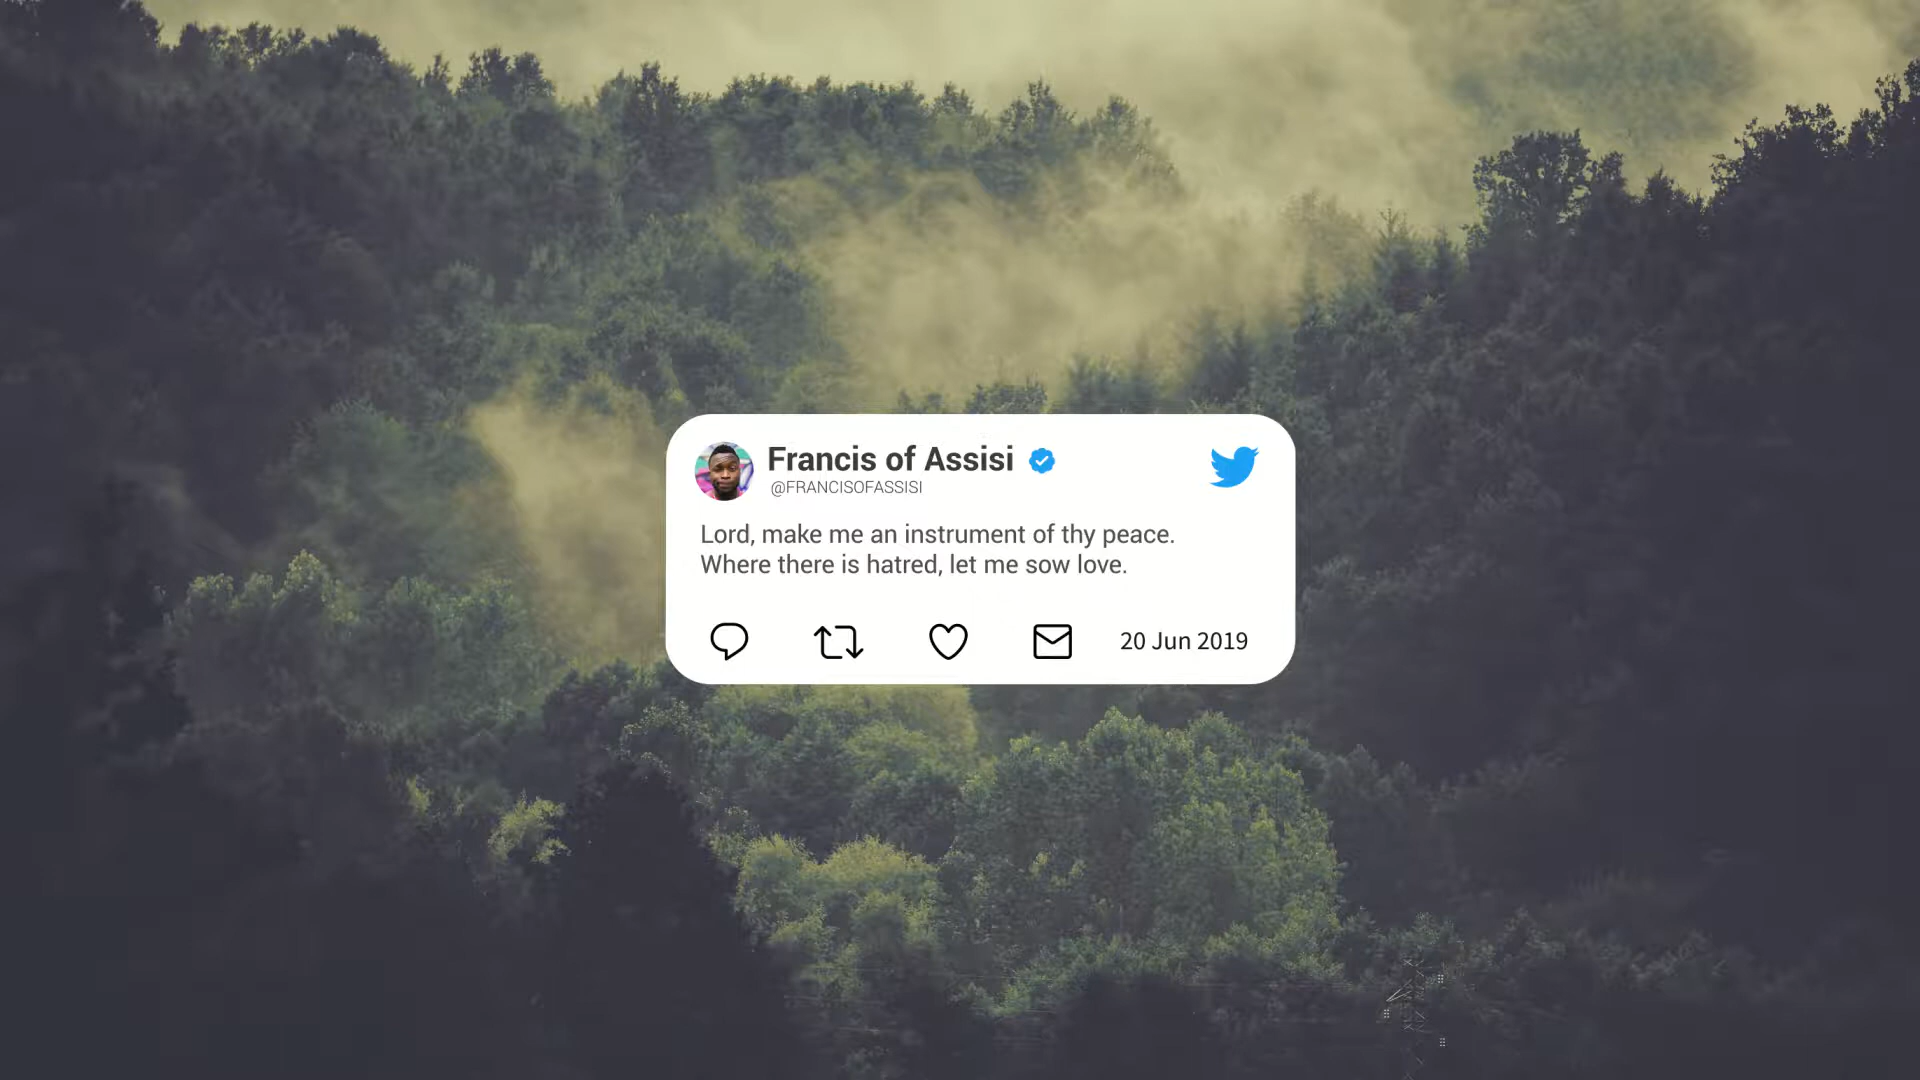 Francis of Assisi
@FRANCISOFASSISI
Lord, make me an instrument of thy peace.
Where there is hatred, let me sow love.
20 Jun 2019